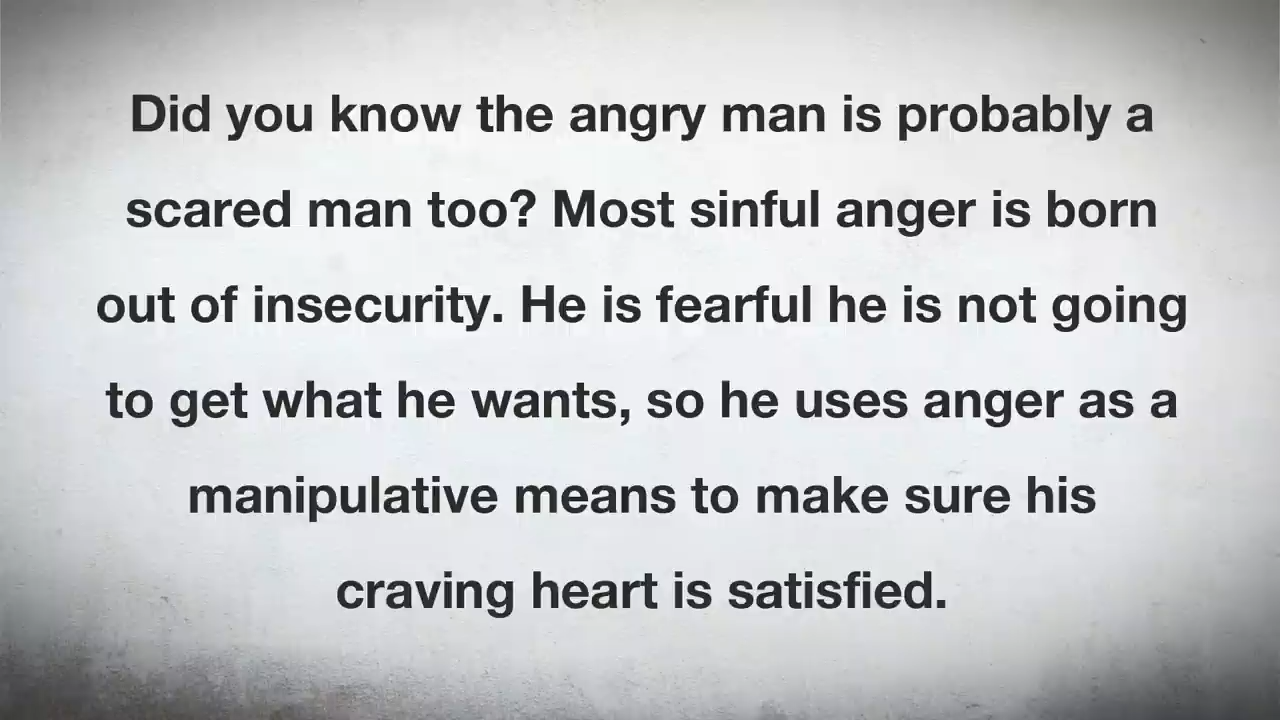 Did you know the angry man is probably a
scared man too? Most sinful anger is born
out of insecurity. He is fearful he is not going
to get what he wants, so he uses anger as a
manipulative means to make sure his
craving heart is satisfied.